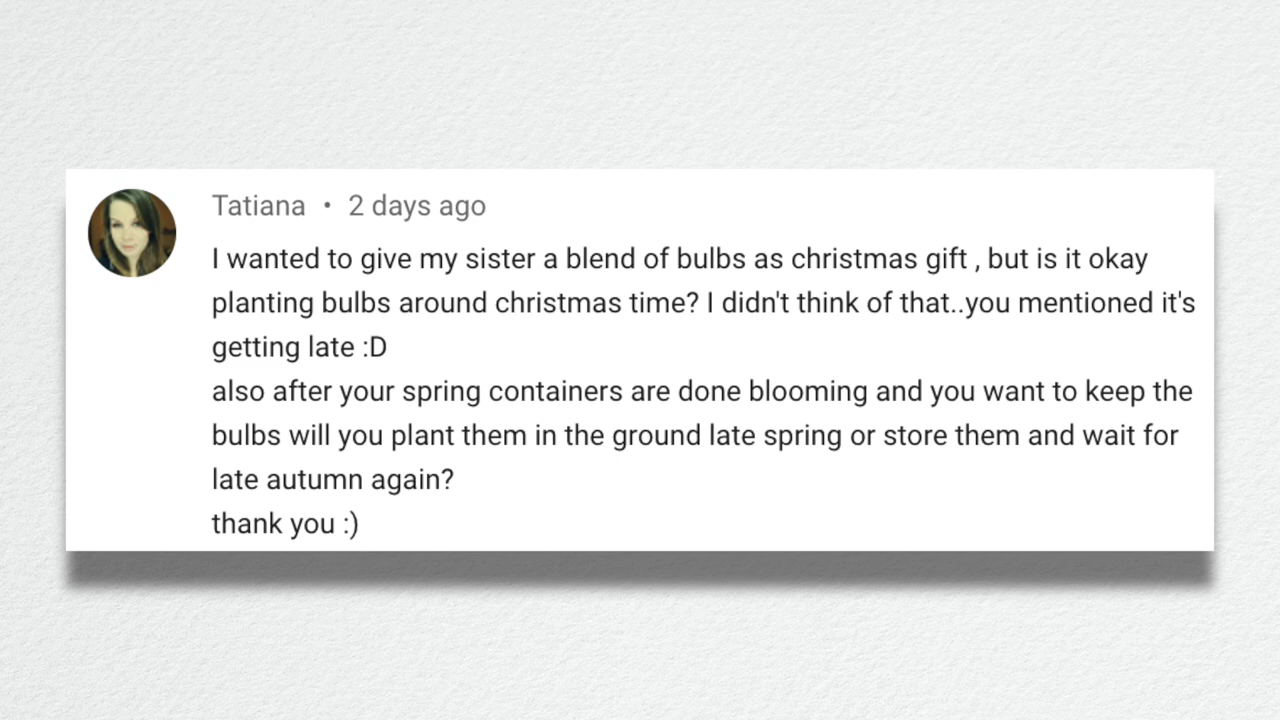 Tatiana • 2 days ago
I wanted to give my sister a blend of bulbs as christmas gift , but is it okay
planting bulbs around christmas time? I didn't think of that..you mentioned it's
getting late :D
also after your spring containers are done blooming and you want to keep the
bulbs will you plant them in the ground late spring or store them and wait for
late autumn again?
thank you :)